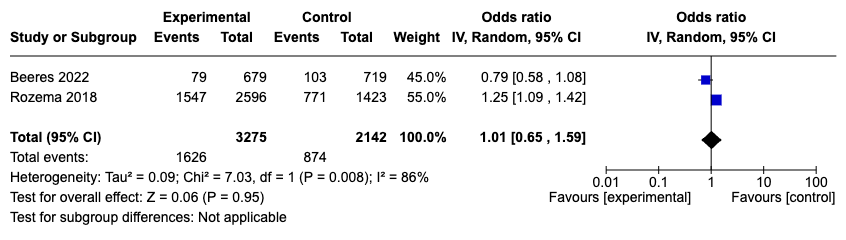 Experimental Control Odds ratio Odds ratio
Study or Subgroup Events Total Events Total Weight IV, Random, 95% CI IV, Random, 95% CI
Beeres 2022 79 679 103 719 45.0% 0.79 [0.58 , 1.08]
Rozema 2018 1547 2596 771 1423 55.0% 1.25 [1.09 , 1.42]
Total (95% CI) 3275 2142 100.0% 1.01 [0.65 , 1.59]
Total events: 1626 874
Heterogeneity: Tau² = 0.09; Chi² = 7.03, df = 1 (P = 0.008); I² = 86% 0.01 0.1 1 10 100
Test for overall effect: Z = 0.06 (P = 0.95) Favours [experimental] Favours [control]
Test for subgroup differences: Not applicable